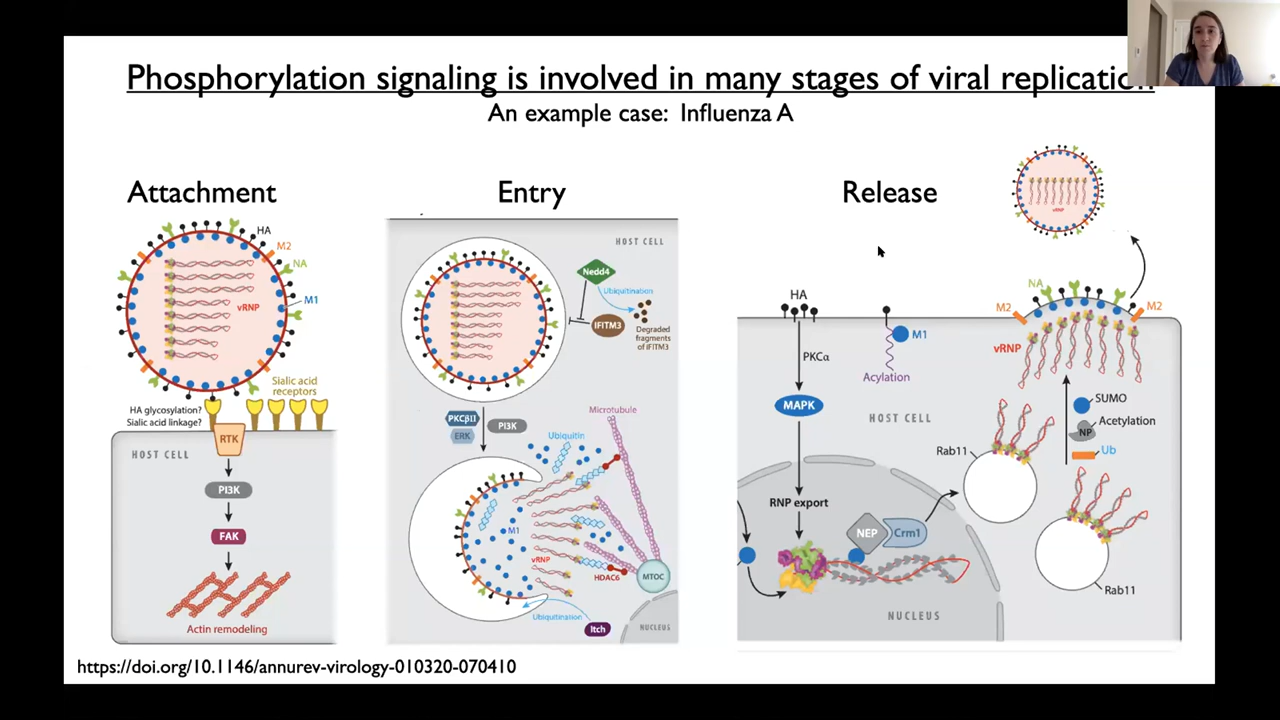 Phosphorylation signaling is involved in many stages of viral replication
An example case: Influenza A
Attachment
HA
M2
NA
M1
vRNP
Sialic acid
receptors
HA glycosylation?
Sialic acid linkage?
RTK
HOST CELL
PI3K
FAK
Actin remodeling
Entry
HOST CELL
Nedd4
Ubiquitination
IFITM3
Degraded
fragments
of IFITM3
PKCβII
ERK
PI3K
Microtubule
Ubiquitin
M1
vRNP
HDAC6
MTOC
Ubiquitination
Itch
NUCLEUS
Release
vRNP
HA
PKCα
M1
Acylation
MAPK
HOST CELL
RNP export
NEP
Crm1
NUCLEUS
NA
M2
M2
vRNP
SUMO
Acetylation
NP
Ub
Rab11
Rab11
https://doi.org/10.1146/annurev-virology-010320-070410